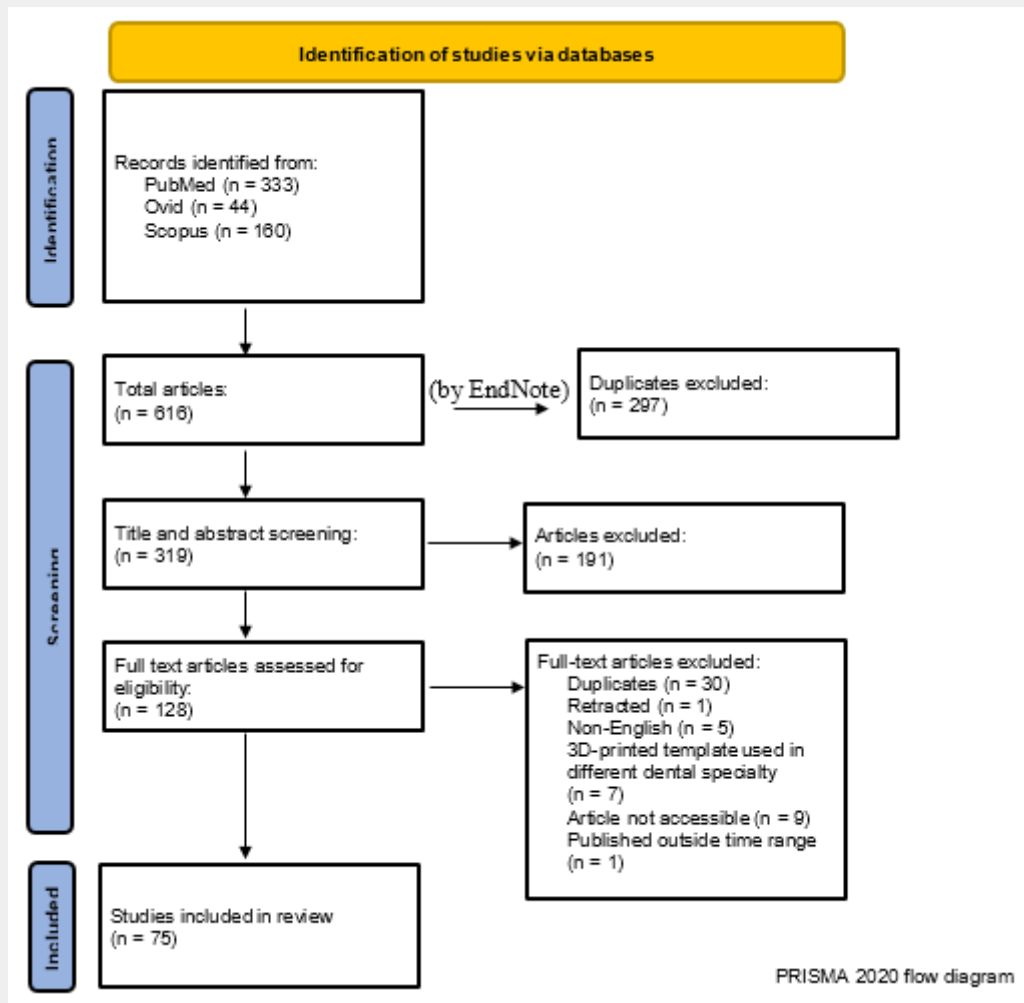 Identification of studies via databases
Identification
Records identified from:
PubMed (n = 333)
Ovid (n = 44)
Scopus (n = 160)
Screening
Total articles:
(n = 616)
(by EndNote)
Duplicates excluded:
(n = 297)
Title and abstract screening:
(n = 319)
Articles excluded:
(n = 191)
Full text articles assessed for
eligibility:
(n = 128)
Full-text articles excluded:
Duplicates (n = 30)
Retracted (n = 1)
Non-English (n = 5)
3D-printed template used in
different dental specialty
(n = 7)
Article not accessible (n = 9)
Published outside time range
(n = 1)
Included
Studies included in review
(n = 75)
PRISMA 2020 flow diagram